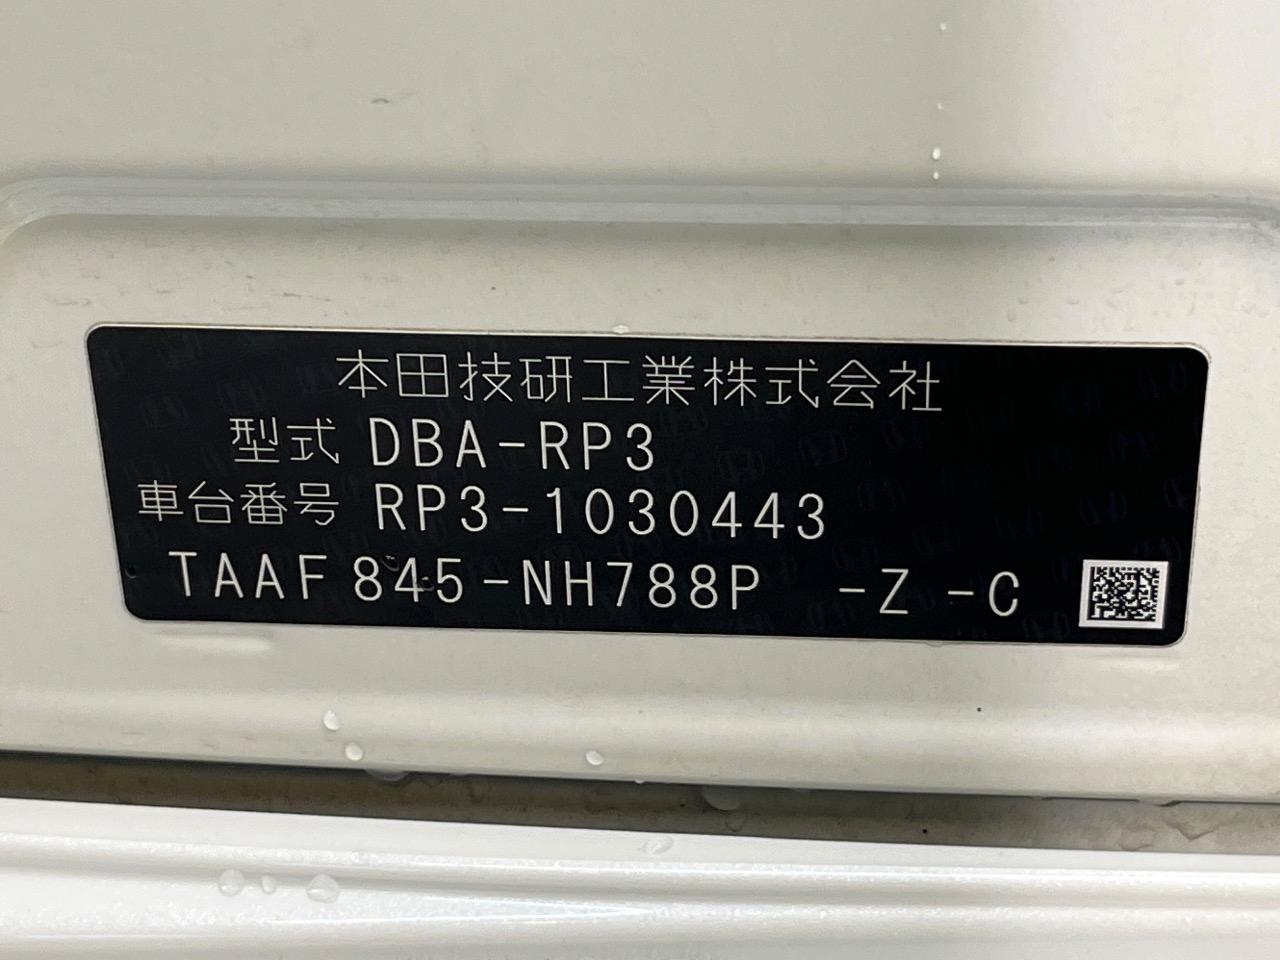 本田技研工業株式会社
型式 DBA-RP3
車台番号 RP3-1030443
TAAF 845-NH788P -Z -C